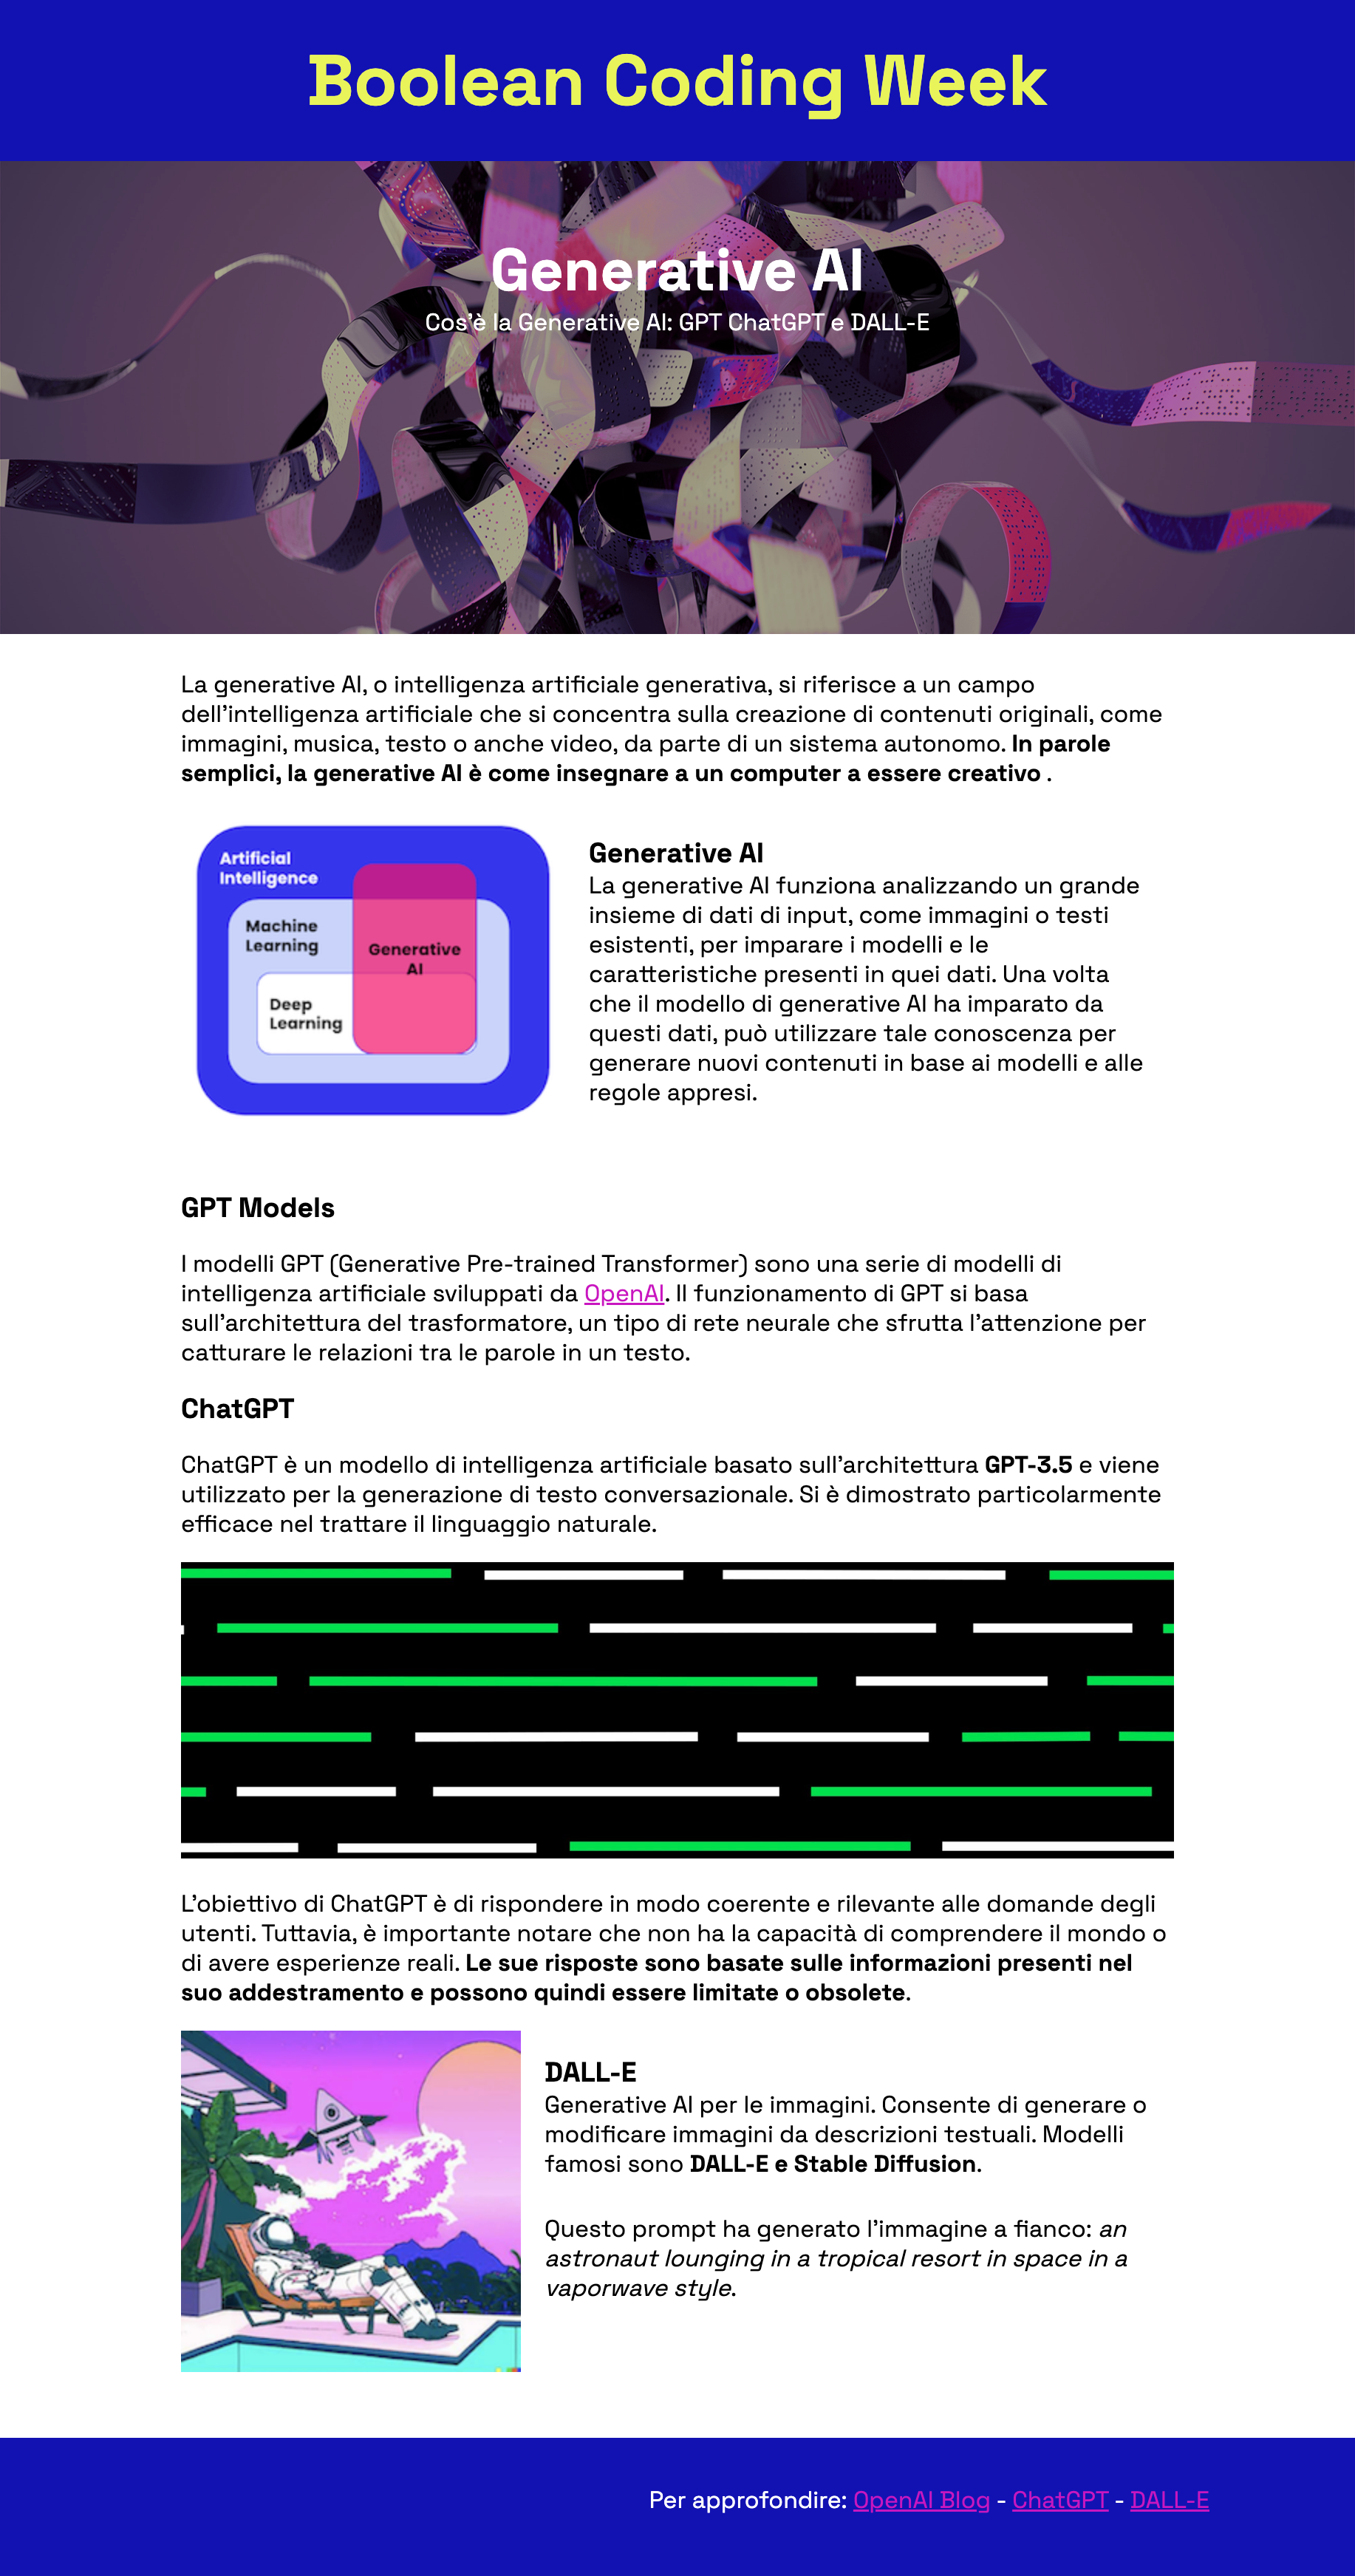 Boolean Coding Week
Generative AI
Cos'è la Generative AI: GPT ChatGPT e DALL-E
La generative AI, o intelligenza artificiale generativa, si riferisce a un campo
dell'intelligenza artificiale che si concentra sulla creazione di contenuti originali, come
immagini, musica, testo o anche video, da parte di un sistema autonomo. In parole
semplici, la generative AI è come insegnare a un computer a essere creativo .
Artificial
Intelligence
Machine
Learning
Generative
AI
Deep
Learning
Generative AI
La generative AI funziona analizzando un grande
insieme di dati di input, come immagini o testi
esistenti, per imparare i modelli e le
caratteristiche presenti in quei dati. Una volta
che il modello di generative AI ha imparato da
questi dati, può utilizzare tale conoscenza per
generare nuovi contenuti in base ai modelli e alle
regole appresi.
GPT Models
I modelli GPT (Generative Pre-trained Transformer) sono una serie di modelli di
intelligenza artificiale sviluppati da OpenAI. Il funzionamento di GPT si basa
sull'architettura del trasformatore, un tipo di rete neurale che sfrutta l'attenzione per
catturare le relazioni tra le parole in un testo.
ChatGPT
ChatGPT è un modello di intelligenza artificiale basato sull'architettura GPT-3.5 e viene
utilizzato per la generazione di testo conversazionale. Si è dimostrato particolarmente
efficace nel trattare il linguaggio naturale.
L'obiettivo di ChatGPT è di rispondere in modo coerente e rilevante alle domande degli
utenti. Tuttavia, è importante notare che non ha la capacità di comprendere il mondo o
di avere esperienze reali. Le sue risposte sono basate sulle informazioni presenti nel
suo addestramento e possono quindi essere limitate o obsolete.
DALL-E
Generative AI per le immagini. Consente di generare o
modificare immagini da descrizioni testuali. Modelli
famosi sono DALL-E e Stable Diffusion.
Questo prompt ha generato l'immagine a fianco: an
astronaut lounging in a tropical resort in space in a
vaporwave style.
Per approfondire: OpenAI Blog - ChatGPT - DALL-E